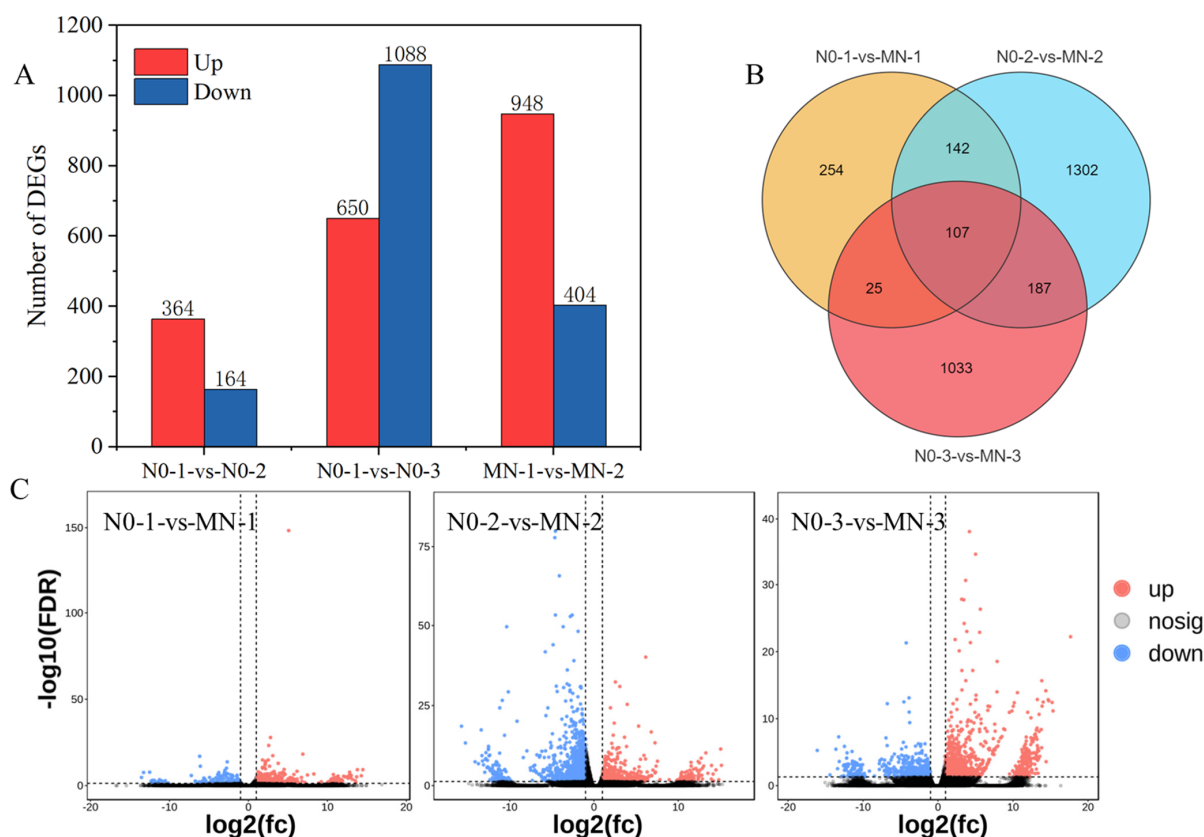 A
1200
1000
800
600
400
200
0
Number of DEGs
Up
Down
364
164
650
1088
948
404
N0-1-vs-N0-2
N0-1-vs-N0-3
MN-1-vs-MN-2
B
N0-1-vs-MN-1
N0-2-vs-MN-2
254
142
1302
107
25
187
1033
N0-3-vs-MN-3
C
-log10(FDR)
N0-1-vs-MN-1
150
100
50
0
-20
-10
0
10
20
log2(fc)
N0-2-vs-MN-2
75
50
25
0
-10
0
10
log2(fc)
N0-3-vs-MN-3
40
30
20
10
0
-20
-10
0
10
20
log2(fc)
up
nosig
down